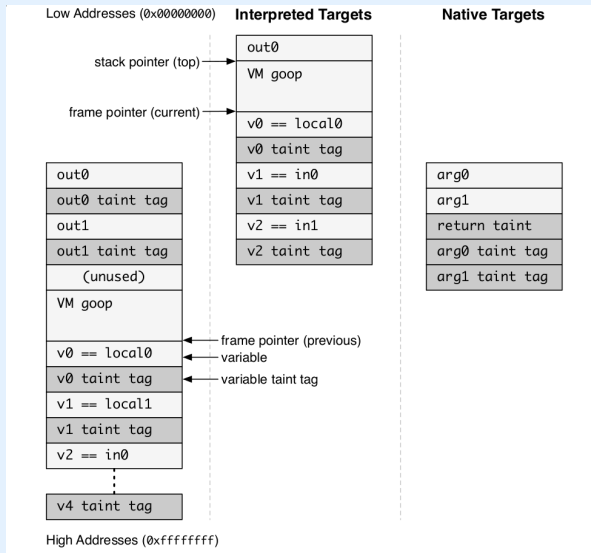 Low Addresses (0x00000000)
Interpreted Targets
Native Targets
stack pointer (top)
frame pointer (current)
out0
VM goop
v0 == local0
v0 taint tag
v1 == in0
v1 taint tag
v2 == in1
v2 taint tag
out0
out0 taint tag
out1
out1 taint tag
(unused)
VM goop
v0 == local0
v0 taint tag
v1 == local1
v1 taint tag
v2 == in0
v4 taint tag
frame pointer (previous)
variable
variable taint tag
arg0
arg1
return taint
arg0 taint tag
arg1 taint tag
High Addresses (0xffffffff)